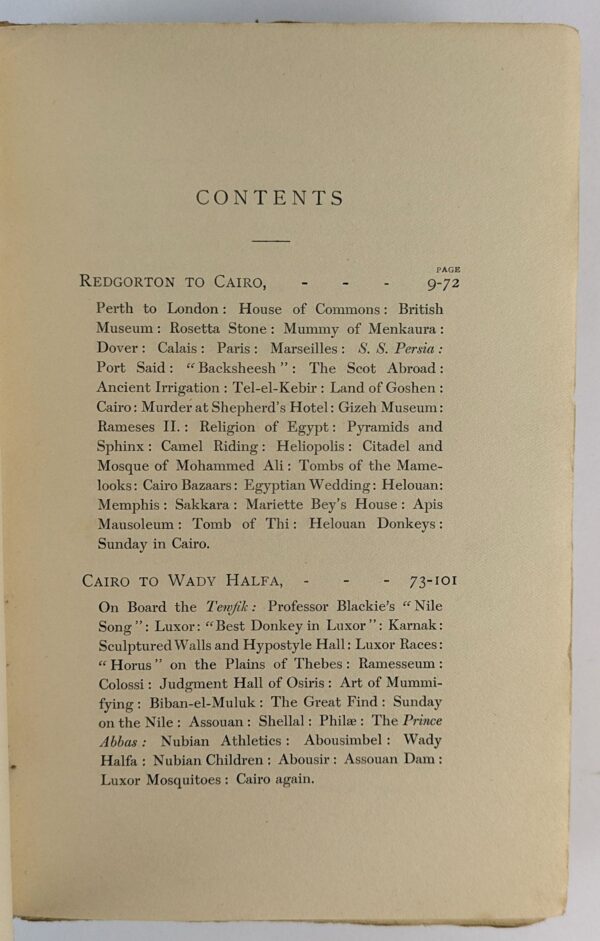 CONTENTS
PAGE
REDGORTON TO CAIRO, - - - 9-72
Perth to London : House of Commons : British
Museum : Rosetta Stone : Mummy of Menkaura :
Dover : Calais : Paris : Marseilles : S. S. Persia :
Port Said : "Backsheesh" : The Scot Abroad :
Ancient Irrigation : Tel-el-Kebir : Land of Goshen :
Cairo : Murder at Shepherd's Hotel : Gizeh Museum :
Rameses II. : Religion of Egypt : Pyramids and
Sphinx : Camel Riding : Heliopolis : Citadel and
Mosque of Mohammed Ali : Tombs of the Mame-
looks : Cairo Bazaars : Egyptian Wedding : Helouan :
Memphis : Sakkara : Mariette Bey's House : Apis
Mausoleum : Tomb of Thi : Helouan Donkeys :
Sunday in Cairo.
CAIRO TO WADY HALFA, - - - 73-101
On Board the Tewfik : Professor Blackie's "Nile
Song" : Luxor : "Best Donkey in Luxor" : Karnak :
Sculptured Walls and Hypostyle Hall : Luxor Races :
"Horus" on the Plains of Thebes : Ramesseum :
Colossi : Judgment Hall of Osiris : Art of Mummi-
fying : Biban-el-Muluk : The Great Find : Sunday
on the Nile : Assouan : Shellal : Philæ : The Prince
Abbas : Nubian Athletics : Abousimbel : Wady
Halfa : Nubian Children : Abousir : Assouan Dam :
Luxor Mosquitoes : Cairo again.